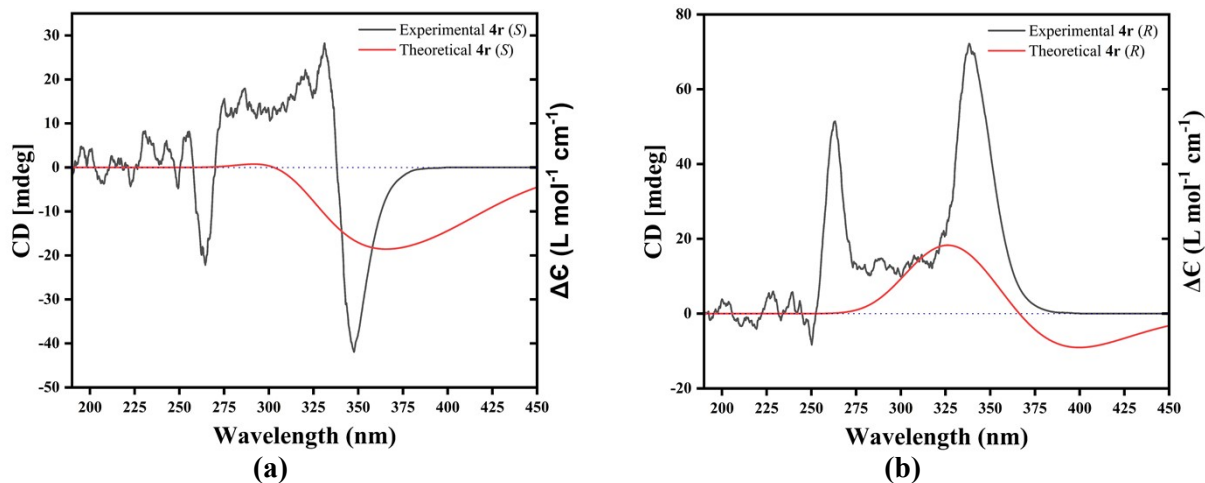 Experimental 4r (S)
Theoretical 4r (S)
CD [mdeg]
30
20
10
0
-10
-20
-30
-40
-50
200 225 250 275 300 325 350 375 400 425 450
Wavelength (nm)
ΔЄ (L mol⁻¹ cm⁻¹)
(a)
Experimental 4r (R)
Theoretical 4r (R)
CD [mdeg]
80
60
40
20
0
-20
200 225 250 275 300 325 350 375 400 425 450
Wavelength (nm)
ΔЄ (L mol⁻¹ cm⁻¹)
(b)